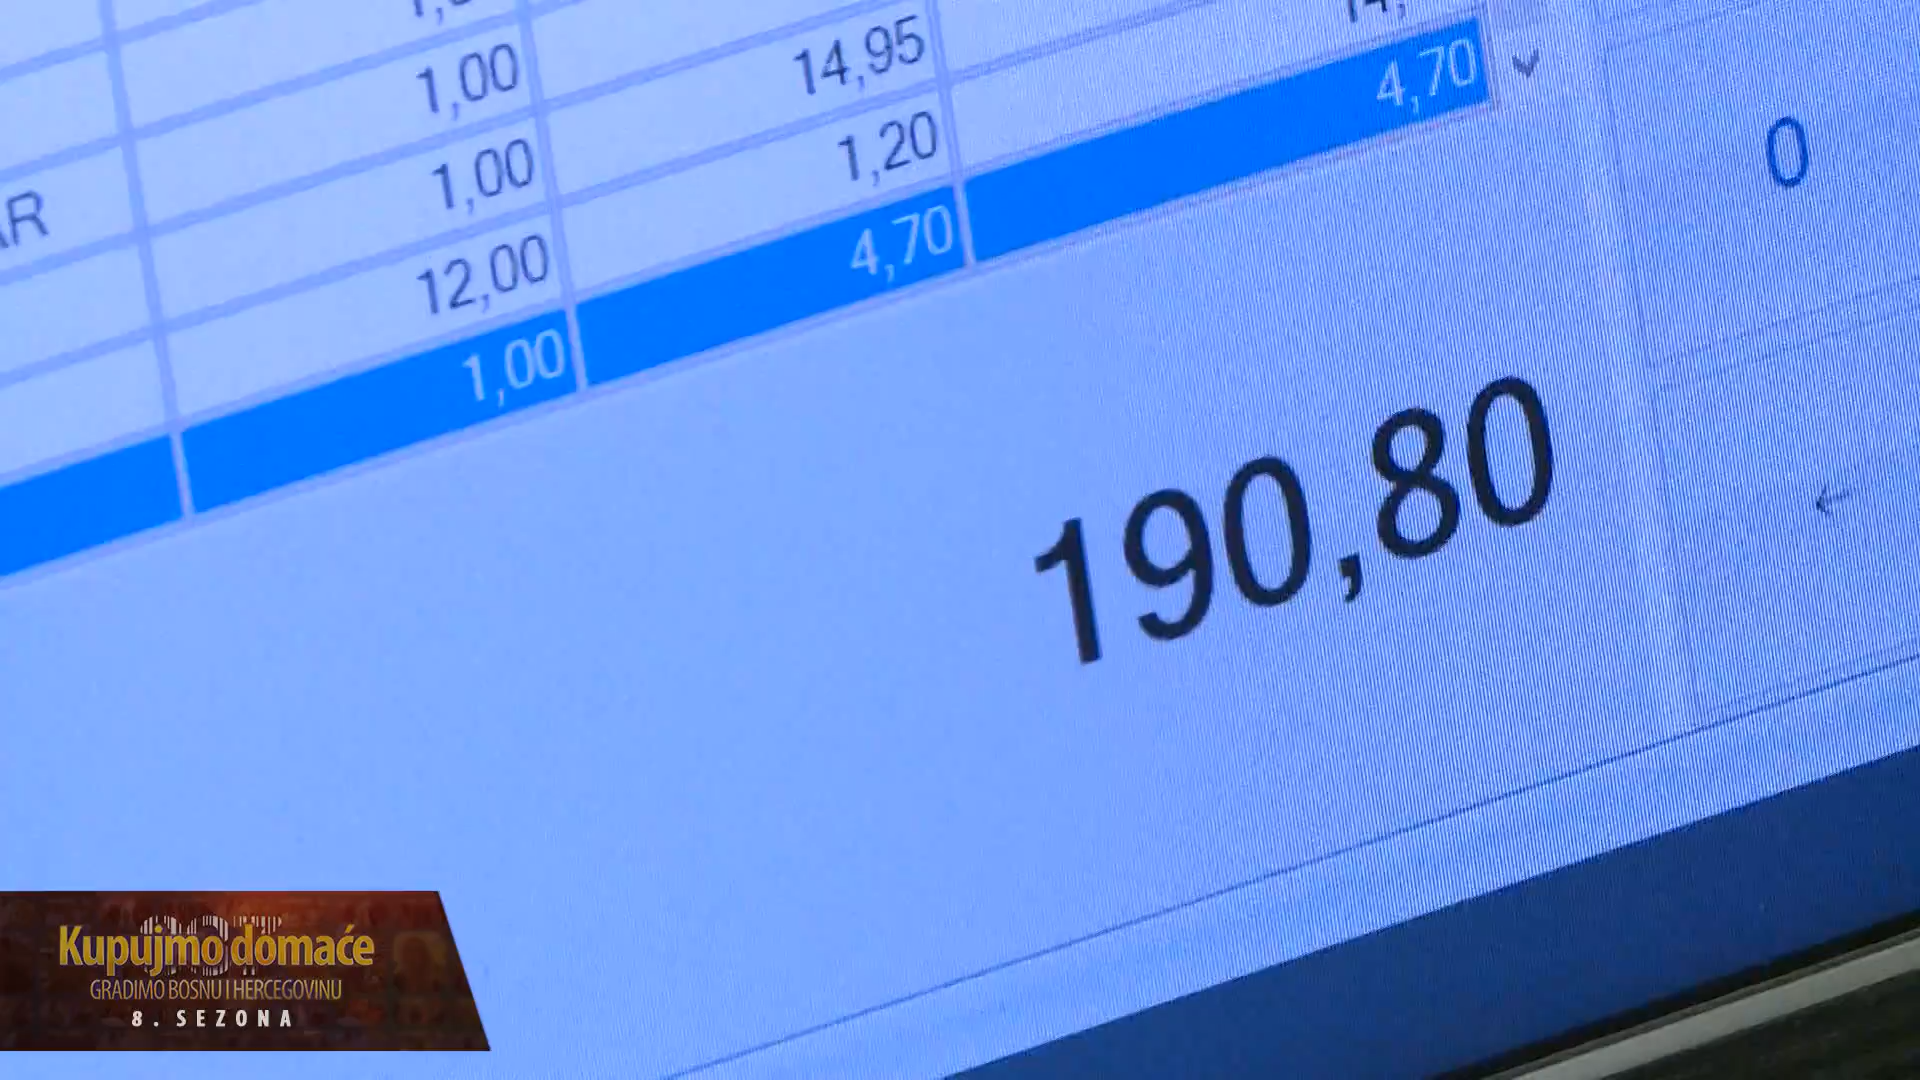 AR 1,00
1,00 14,95
12,00 1,20
1,00 4,70 4,70
0
190,80
Kupujmo domaće
GRADIMO BOSNU I HERCEGOVINU
8. SEZONA